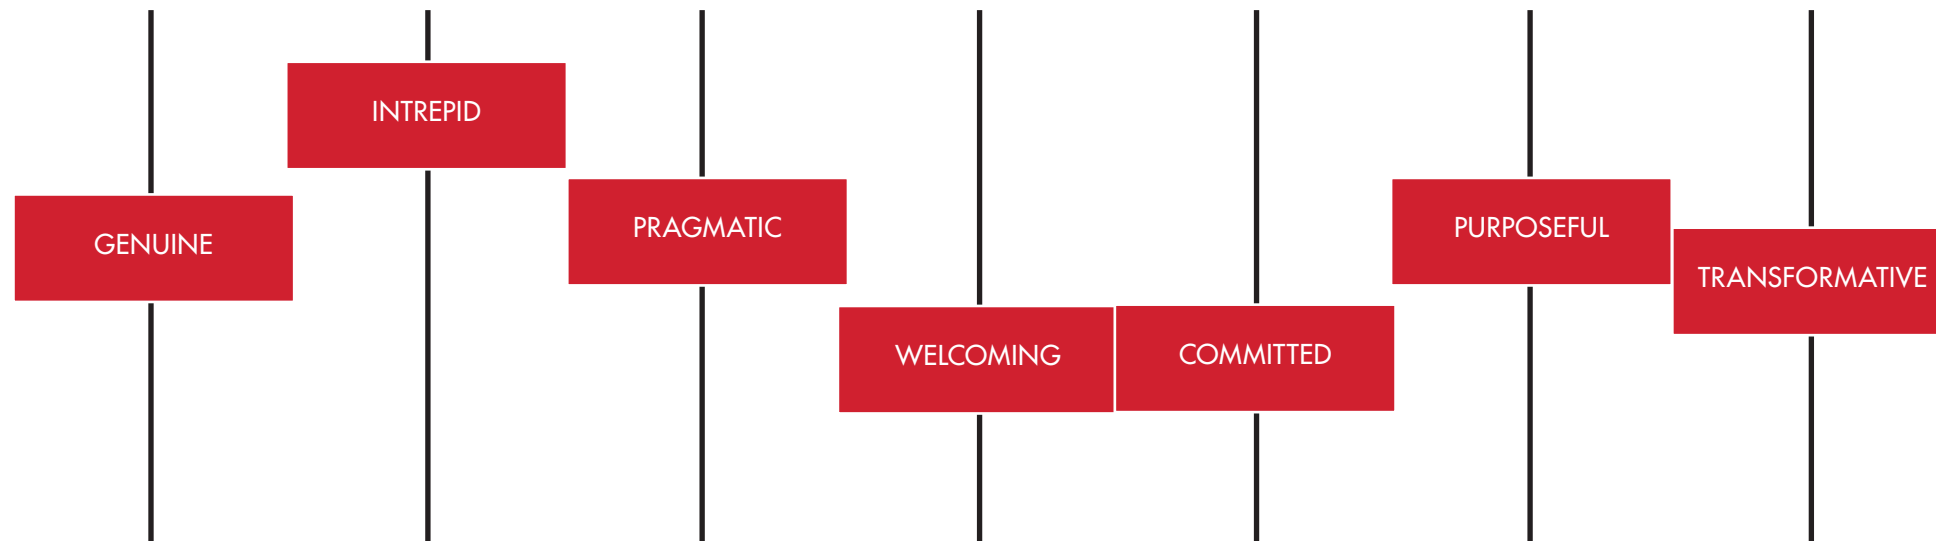 GENUINE
INTREPID
PRAGMATIC
WELCOMING
COMMITTED
PURPOSEFUL
TRANSFORMATIVE